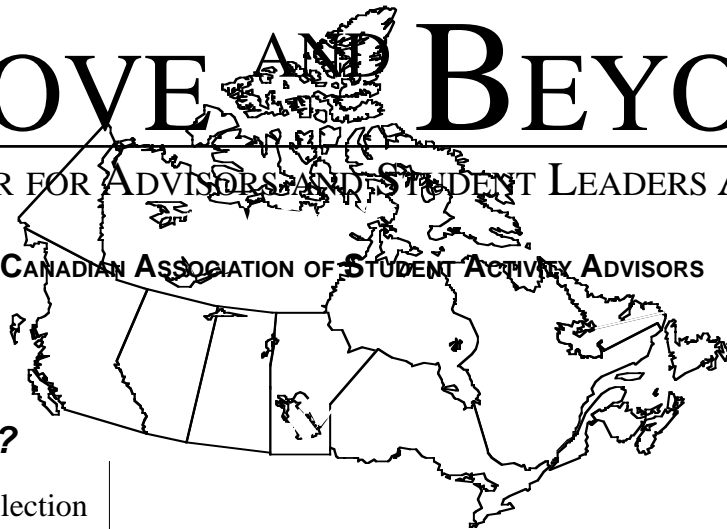 OVE AND BEYO
R FOR ADVISORS AND STUDENT LEADERS A
CANADIAN ASSOCIATION OF STUDENT ACTIVITY ADVISORS
?
lection